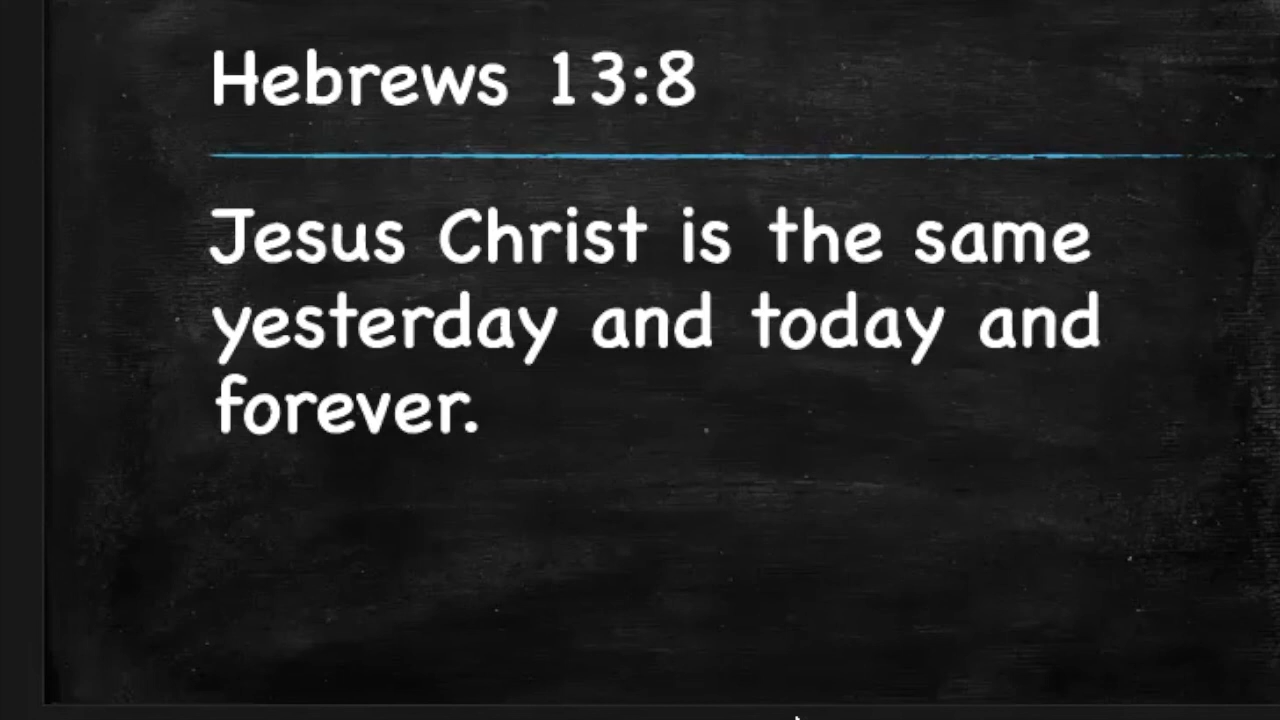 Hebrews 13:8
Jesus Christ is the same
yesterday and today and
forever.